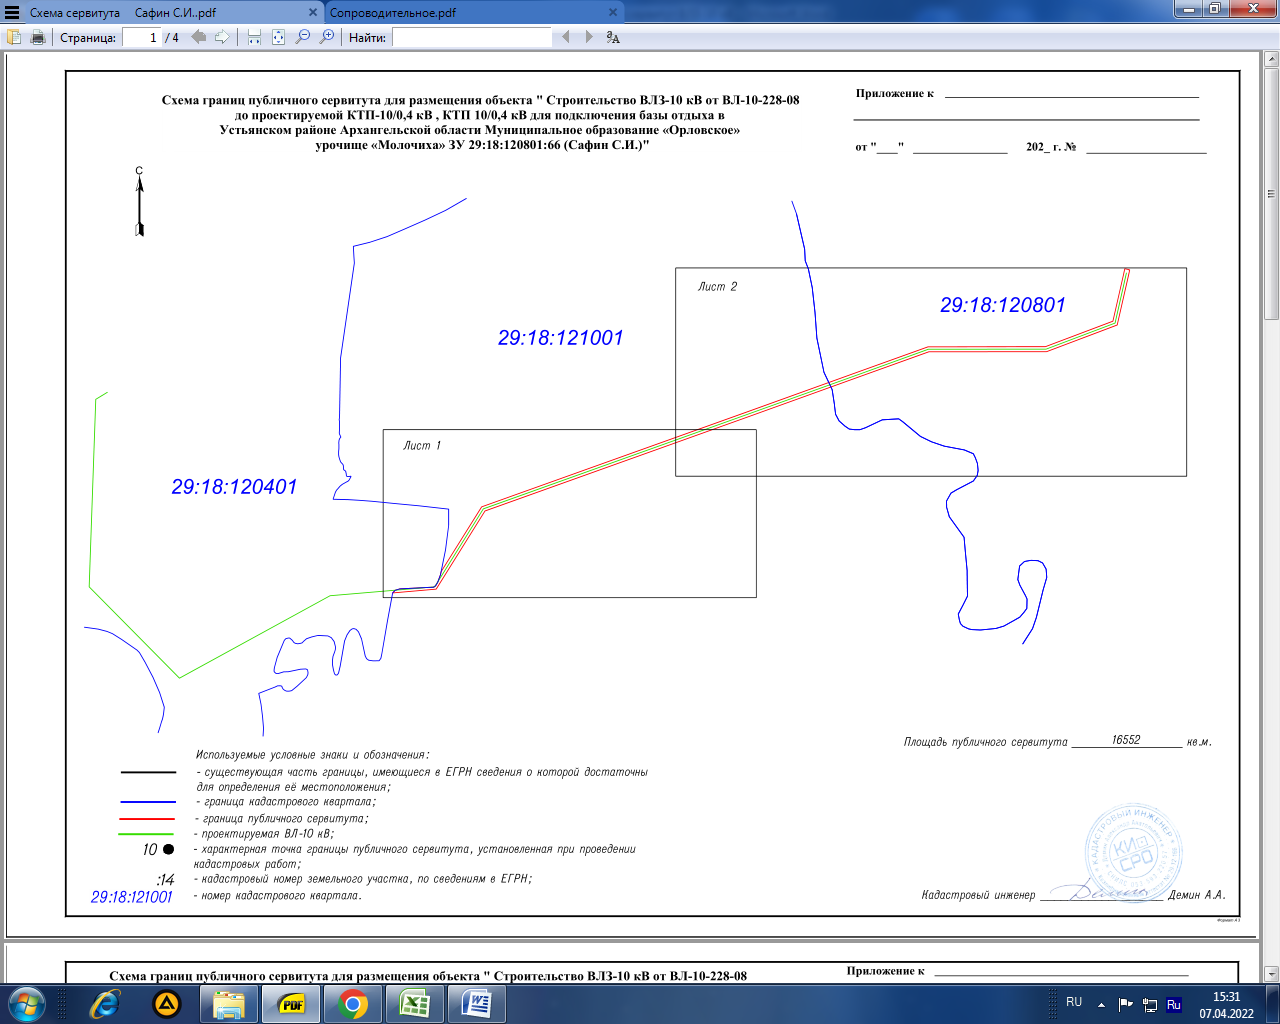 Схема сервитута Сафин С.И..pdf
Сопроводительное.pdf
Страница: 1 / 4
Найти:
Схема границ публичного сервитута для размещения объекта " Строительство ВЛЗ-10 кВ от ВЛ-10-228-08
до проектируемой КТП-10/0,4 кВ , КТП 10/0,4 кВ для подключения базы отдыха в
Устьянском районе Архангельской области Муниципальное образование «Орловское»
урочище «Молочиха» ЗУ 29:18:120801:66 (Сафин С.И.)"
Приложение к
от "___" 202_ г. №
С
Лист 2
29:18:120801
29:18:121001
Лист 1
29:18:120401
Площадь публичного сервитута 16552 кв.м.
Используемые условные знаки и обозначения:
- существующая часть границы, имеющиеся в ЕГРН сведения о которой достаточны
для определения её местоположения;
- граница кадастрового квартала;
- граница публичного сервитута;
- проектируемая ВЛ-10 кВ;
10 - характерная точка границы публичного сервитута, установленная при проведении
кадастровых работ;
:14 - кадастровый номер земельного участка, по сведениям в ЕГРН;
29:18:121001 - номер кадастрового квартала.
КАДАСТРОВЫЙ ИНЖЕНЕР
КИ
СРО
Кадастровый инженер Демин А.А.
Формат А3
Схема границ публичного сервитута для размещения объекта " Строительство ВЛЗ-10 кВ от ВЛ-10-228-08
Приложение к
PDF
RU
Ru
15:31
07.04.2022